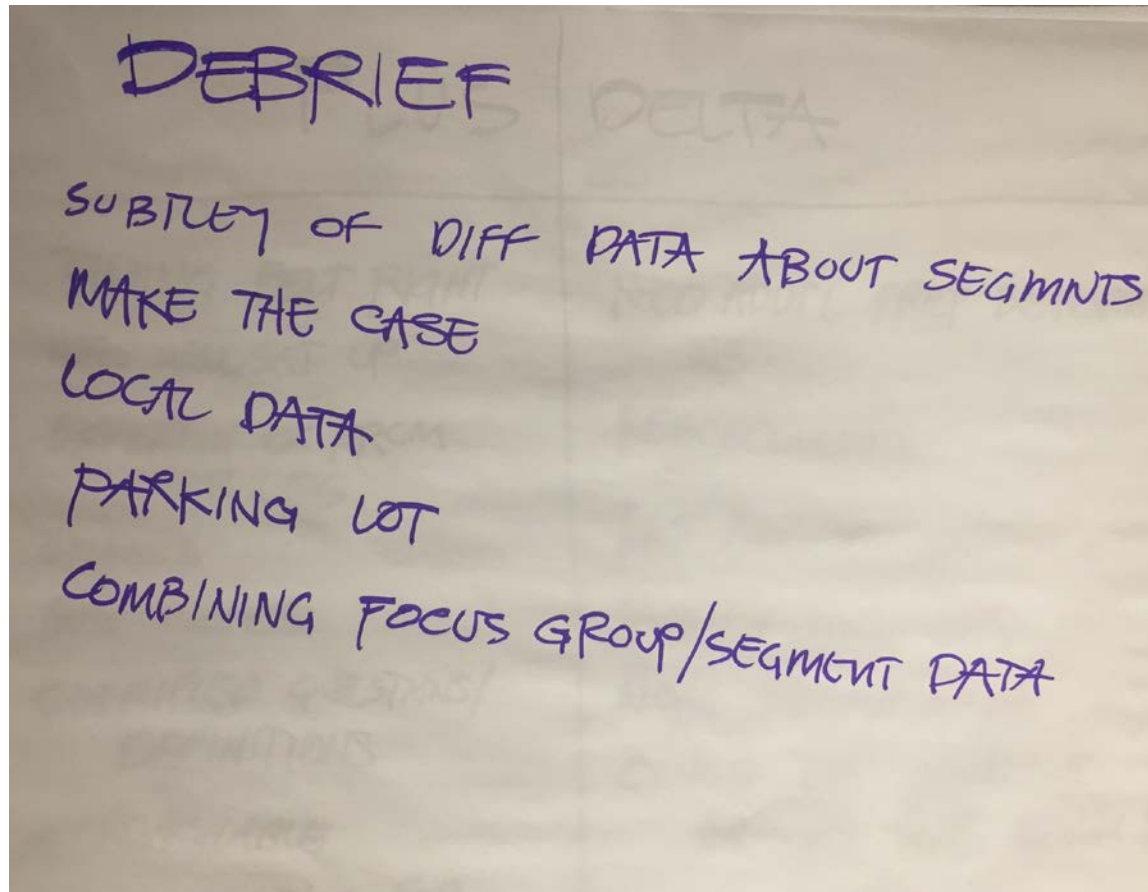 DEBRIEF
SUBTLEY OF DIFF DATA ABOUT SEGMNTS
MAKE THE CASE
LOCAL DATA
PARKING LOT
COMBINING FOCUS GROUP/SEGMENT DATA
DELTA